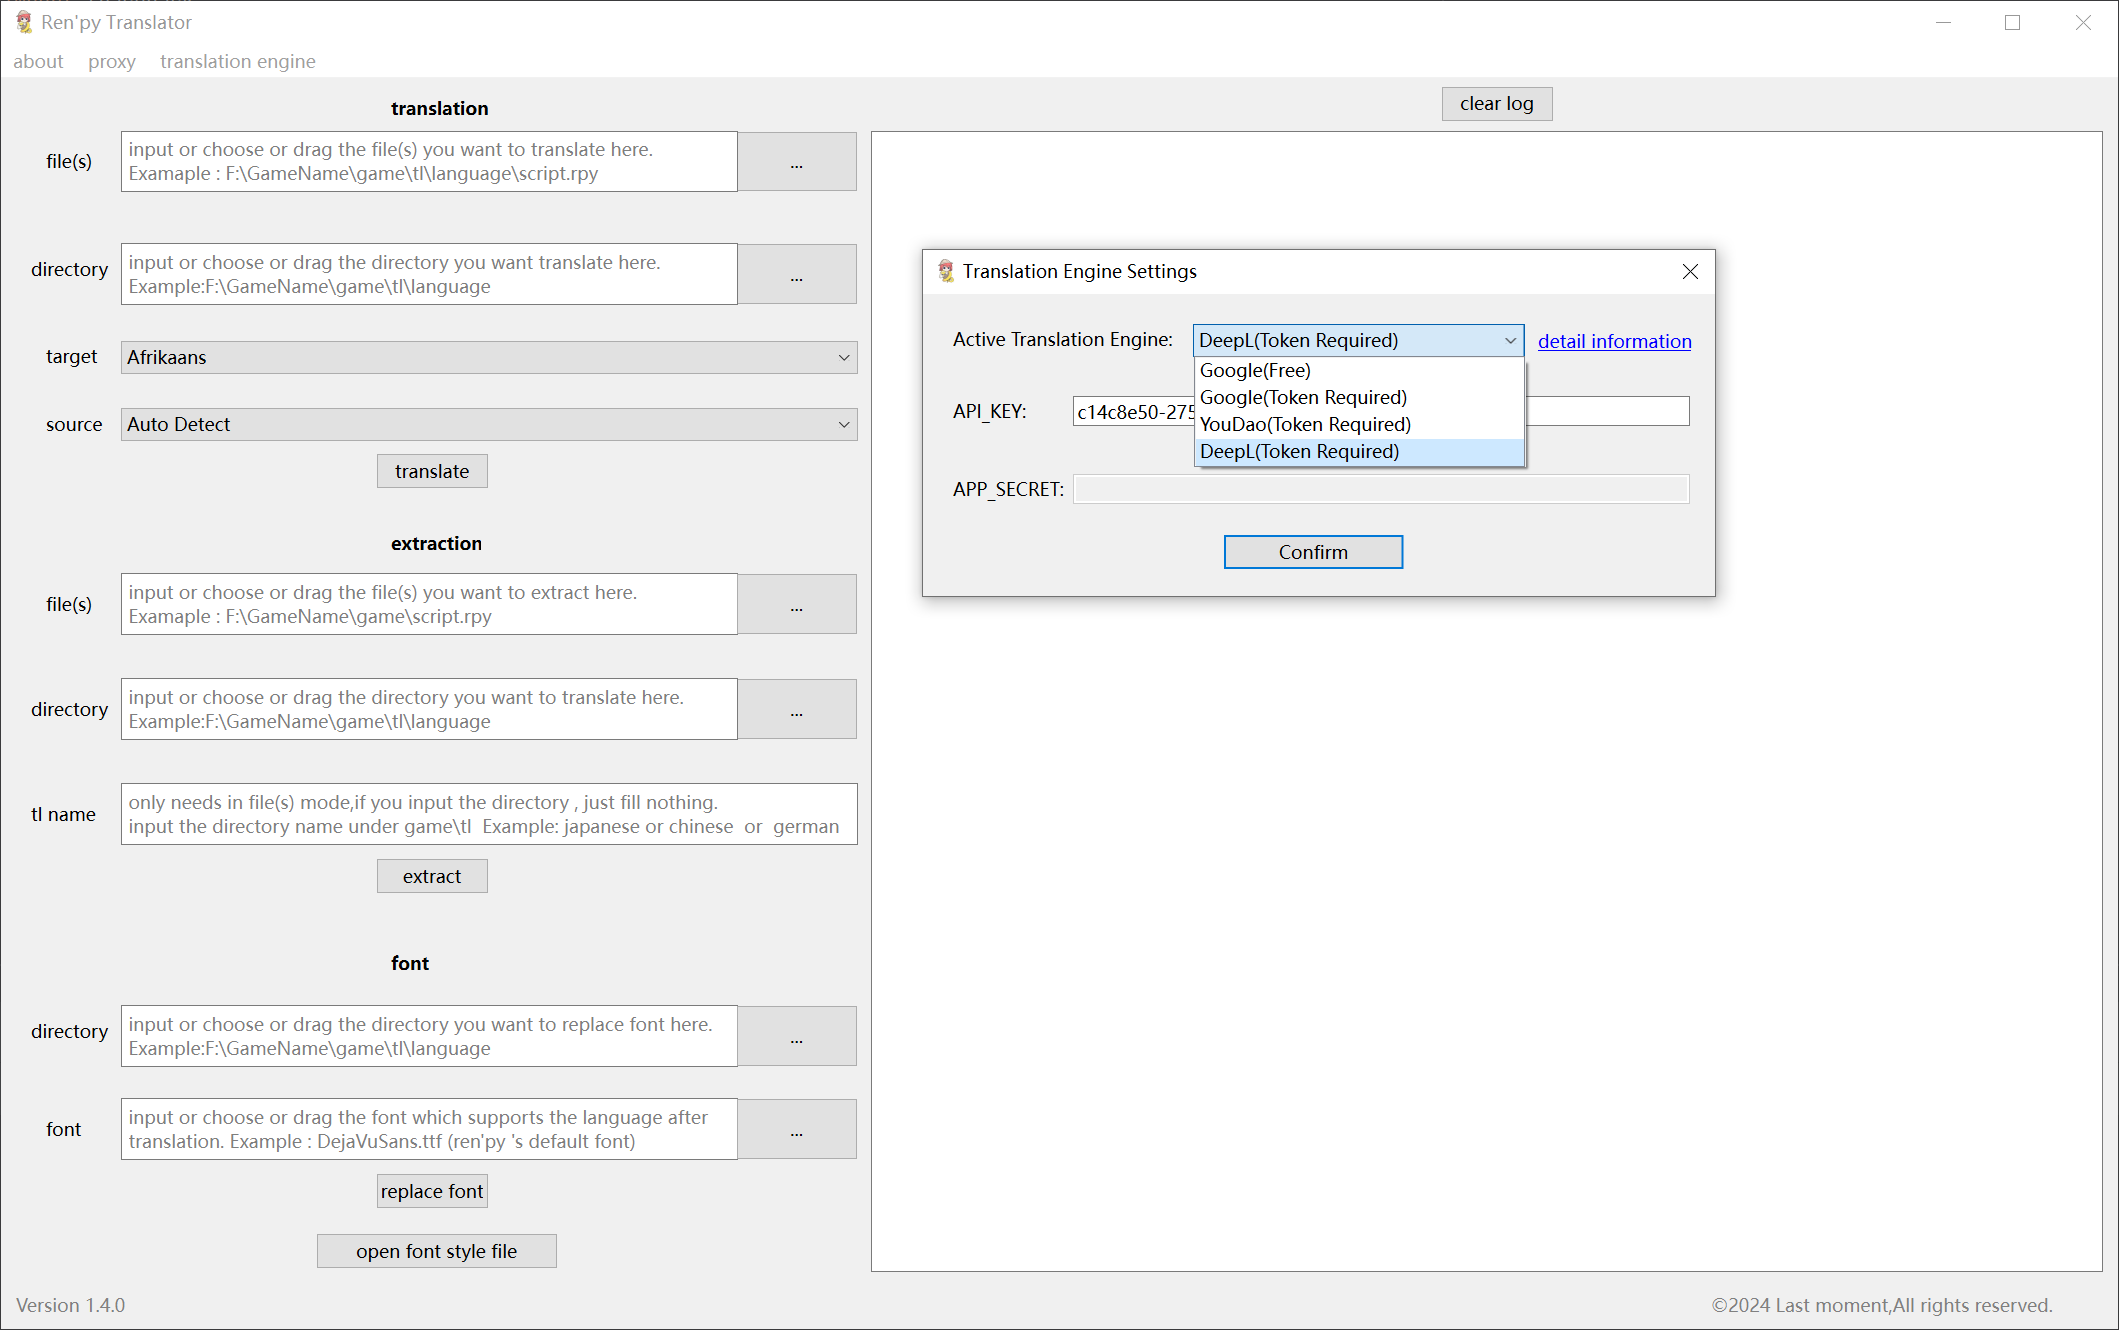 Ren'py Translator
about proxy translation engine
translation
file(s)
input or choose or drag the file(s) you want to translate here.
Examaple : F:\GameName\game\tl\language\script.rpy
...
directory
input or choose or drag the directory you want translate here.
Example:F:\GameName\game\tl\language
...
target
Afrikaans
source
Auto Detect
translate
extraction
file(s)
input or choose or drag the file(s) you want to extract here.
Examaple : F:\GameName\game\script.rpy
...
directory
input or choose or drag the directory you want to translate here.
Example:F:\GameName\game\tl\language
...
tl name
only needs in file(s) mode,if you input the directory , just fill nothing.
input the directory name under game\tl  Example: japanese or chinese  or  german
extract
font
directory
input or choose or drag the directory you want to replace font here.
Example:F:\GameName\game\tl\language
...
font
input or choose or drag the font which supports the language after
translation. Example : DejaVuSans.ttf (ren'py 's default font)
...
replace font
open font style file
Version 1.4.0
clear log
Translation Engine Settings
Active Translation Engine:
DeepL(Token Required)
detail information
Google(Free)
Google(Token Required)
YouDao(Token Required)
DeepL(Token Required)
API_KEY:
c14c8e50-275
APP_SECRET:
Confirm
©2024 Last moment,All rights reserved.